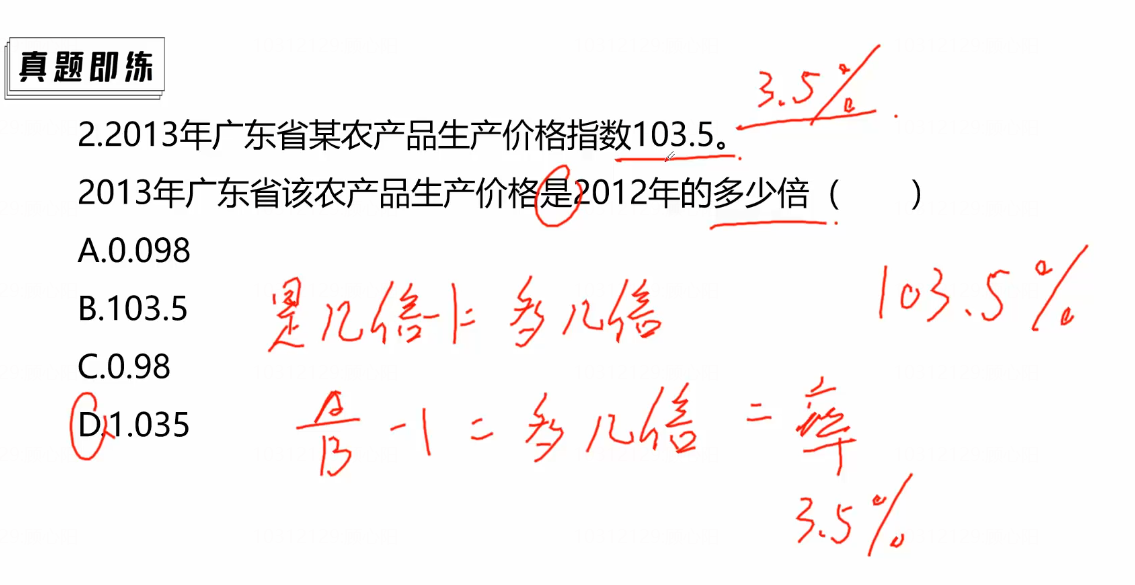 真题即练
3.5%
2.2013年广东省某农产品生产价格指数103.5。
2013年广东省该农产品生产价格是2012年的多少倍（　　）
A.0.098
B.103.5
C.0.98
D.1.035
103.5%
是几倍-1=多几倍
A/B -1 = 多几倍 = 率
3.5%